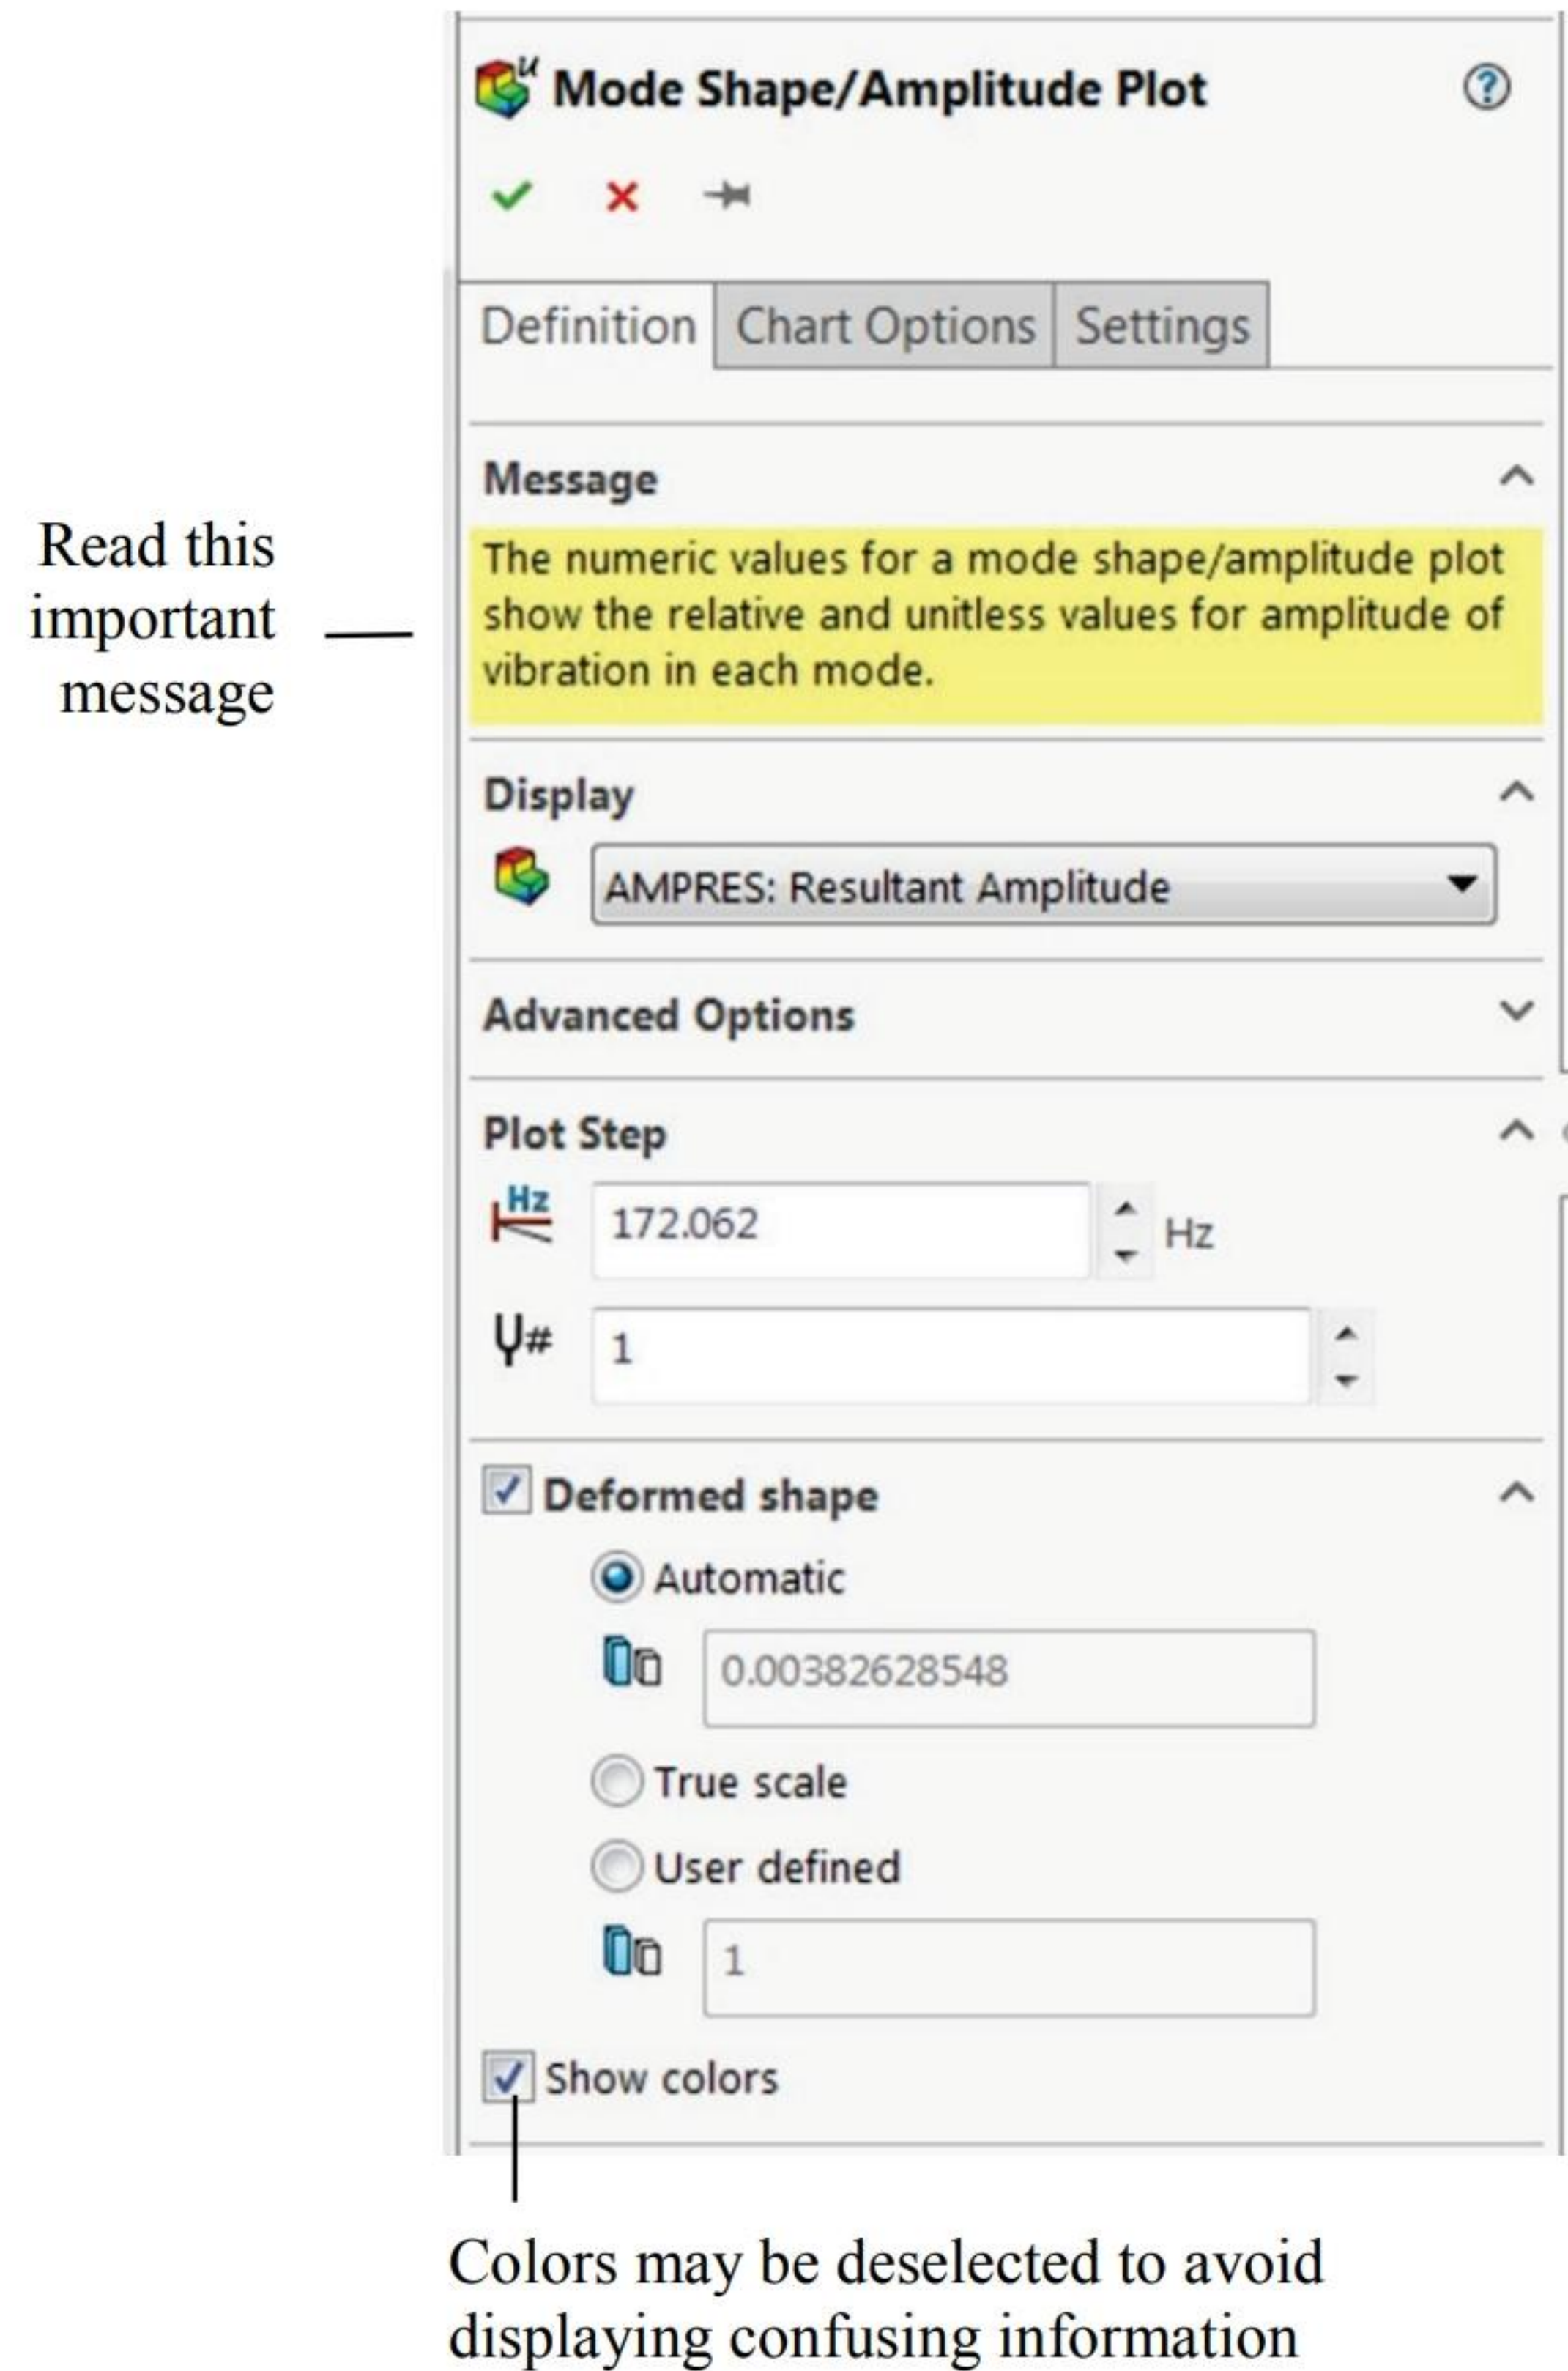 Mode Shape/Amplitude Plot
Definition Chart Options Settings
Message
Read this
important
message
The numeric values for a mode shape/amplitude plot
show the relative and unitless values for amplitude of
vibration in each mode.
Display
AMPRES: Resultant Amplitude
Advanced Options
Plot Step
Hz 172.062 Hz
# 1
Deformed shape
Automatic
0.00382628548
True scale
User defined
1
Show colors
Colors may be deselected to avoid
displaying confusing information